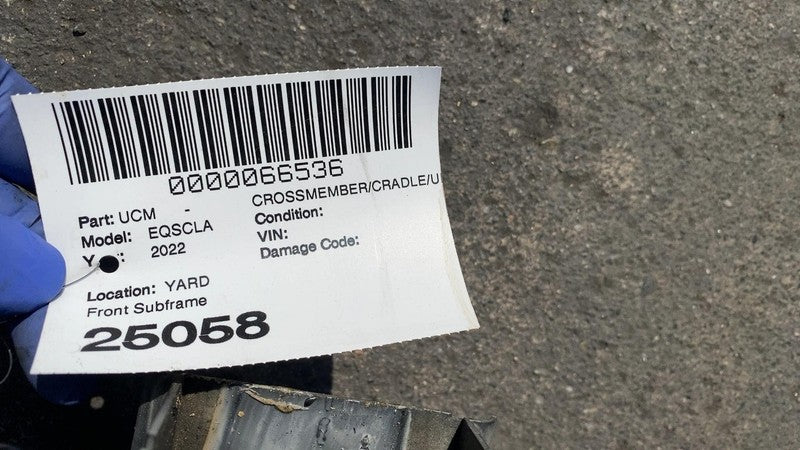 0000066536
Part: UCM - CROSSMEMBER/CRADLE/U
Model: EQSCLA Condition:
2022 VIN:
Damage Code:
Location: YARD
Front Subframe
25058